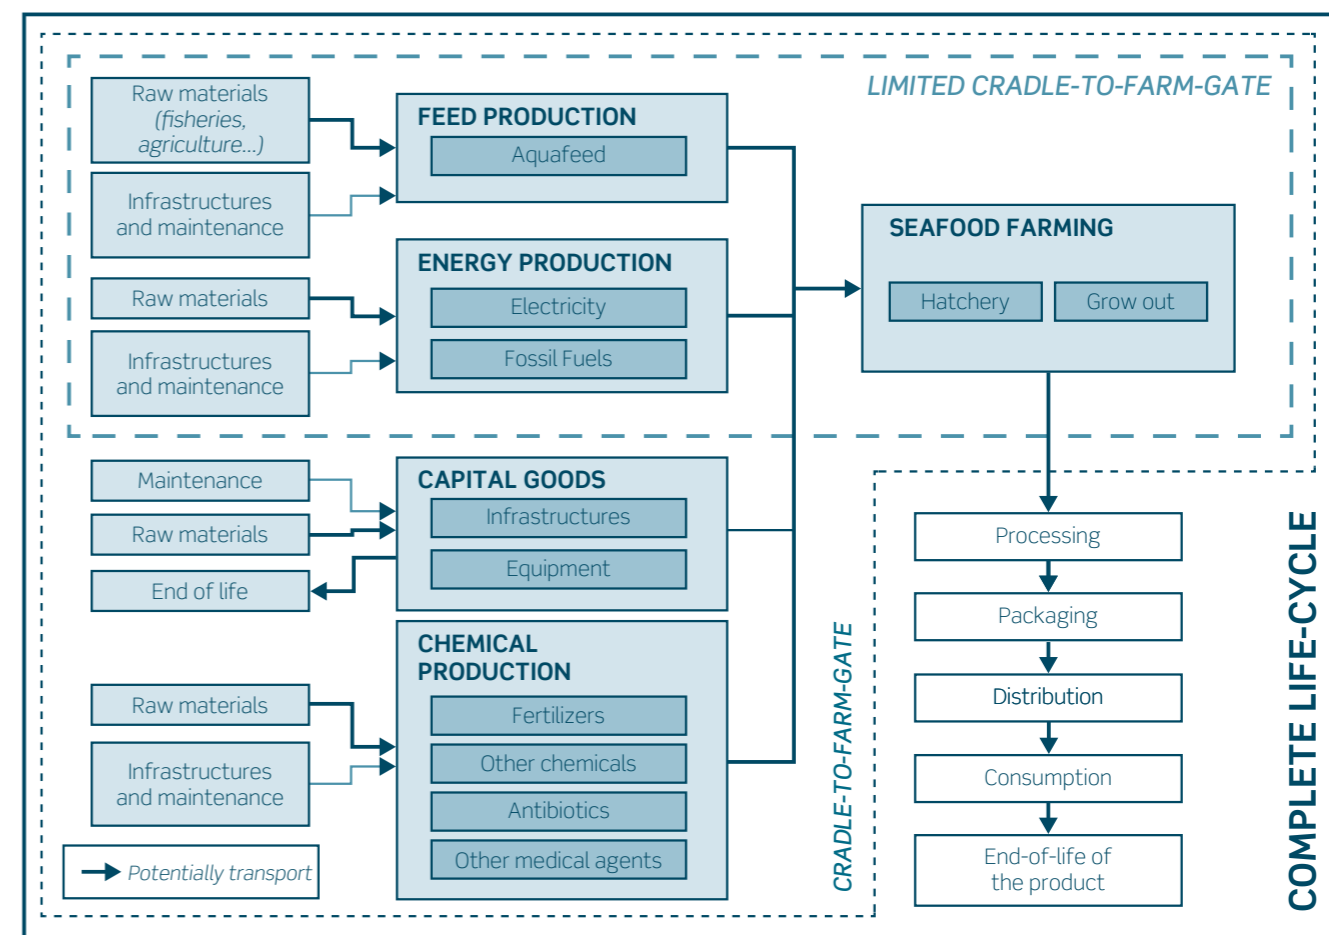 LIMITED CRADLE-TO-FARM-GATE
Raw materials
(fisheries,
agriculture...)
Infrastructures
and maintenance
FEED PRODUCTION
Aquafeed
Raw materials
Infrastructures
and maintenance
ENERGY PRODUCTION
Electricity
Fossil Fuels
SEAFOOD FARMING
Hatchery
Grow out
Maintenance
Raw materials
End of life
CAPITAL GOODS
Infrastructures
Equipment
Raw materials
Infrastructures
and maintenance
CHEMICAL
PRODUCTION
Fertilizers
Other chemicals
Antibiotics
Other medical agents
Potentially transport
CRADLE-TO-FARM-GATE
Processing
Packaging
Distribution
Consumption
End-of-life of
the product
COMPLETE LIFE-CYCLE